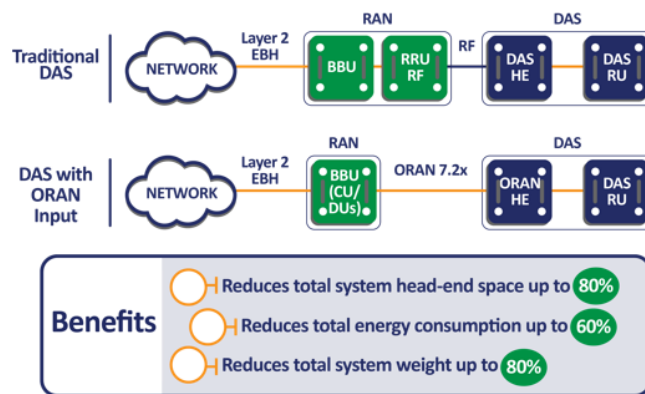 RAN
DAS
Traditional
DAS
NETWORK
Layer 2
EBH
BBU
RRU
RF
RF
DAS
HE
DAS
RU
RAN
DAS
DAS with
ORAN
Input
NETWORK
Layer 2
EBH
BBU
(CU/
DUs)
ORAN 7.2x
ORAN
HE
DAS
RU
Benefits
Reduces total system head-end space up to 80%
Reduces total energy consumption up to 60%
Reduces total system weight up to 80%